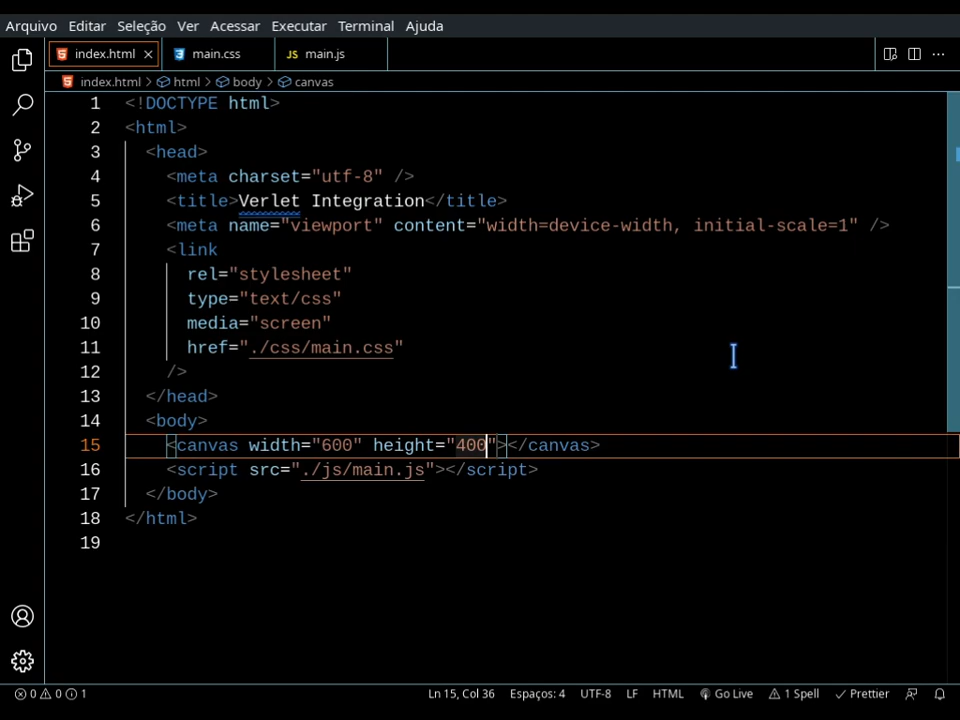 Arquivo Editar Seleção Ver Acessar Executar Terminal Ajuda
index.html main.css JS main.js
index.html > html > body > canvas
1 <!DOCTYPE html>
2 <html>
3 <head>
4 <meta charset="utf-8" />
5 <title>Verlet Integration</title>
6 <meta name="viewport" content="width=device-width, initial-scale=1" />
7 <link
8 rel="stylesheet"
9 type="text/css"
10 media="screen"
11 href="./css/main.css"
12 />
13 </head>
14 <body>
15 <canvas width="600" height="400"></canvas>
16 <script src="./js/main.js"></script>
17 </body>
18 </html>
19
0 0 1 Ln 15, Col 36 Espaços: 4 UTF-8 LF HTML Go Live 1 Spell Prettier